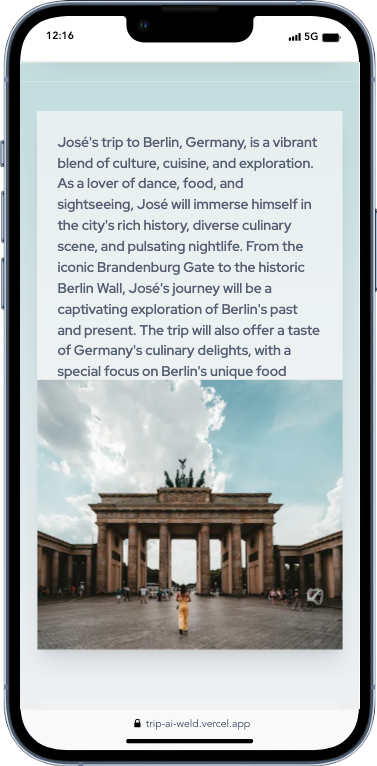 12:16
5G
José's trip to Berlin, Germany, is a vibrant
blend of culture, cuisine, and exploration.
As a lover of dance, food, and
sightseeing, José will immerse himself in
the city's rich history, diverse culinary
scene, and pulsating nightlife. From the
iconic Brandenburg Gate to the historic
Berlin Wall, José's journey will be a
captivating exploration of Berlin's past
and present. The trip will also offer a taste
of Germany's culinary delights, with a
special focus on Berlin's unique food
trip-ai-weld.vercel.app